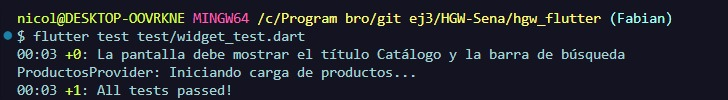 nicol@DESKTOP-OOVRKNE MINGW64 /c/Program bro/git ej3/HGW-Sena/hgw_flutter (Fabian)
$ flutter test test/widget_test.dart
00:03 +0: La pantalla debe mostrar el título Catálogo y la barra de búsqueda
ProductosProvider: Iniciando carga de productos...
00:03 +1: All tests passed!